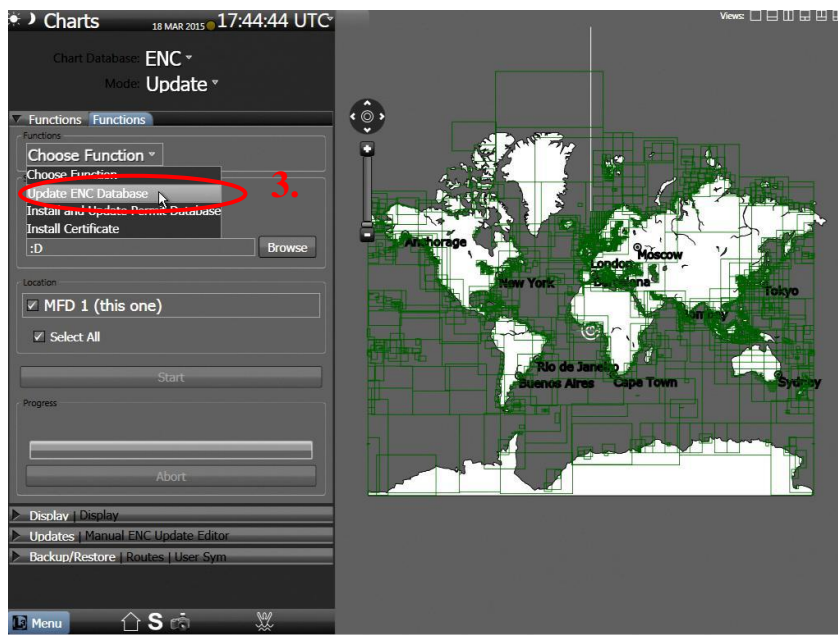 Charts 18 MAR 2015 17:44:44 UTC
Views:
Chart Database: ENC
Mode: Update
Functions Functions
Functions
Choose Function
Choose Function
Update ENC Database 3.
Install and Update Permit Database
Install Certificate
:D Browse
Location
MFD 1 (this one)
Select All
Start
Progress
Abort
Display | Display
Updates | Manual ENC Update Editor
Backup/Restore | Routes | User Sym
Menu S
Anchorage
Moscow
London
New York
Tokyo
Rio de Jane
Buenos Aires Cape Town
Sydney